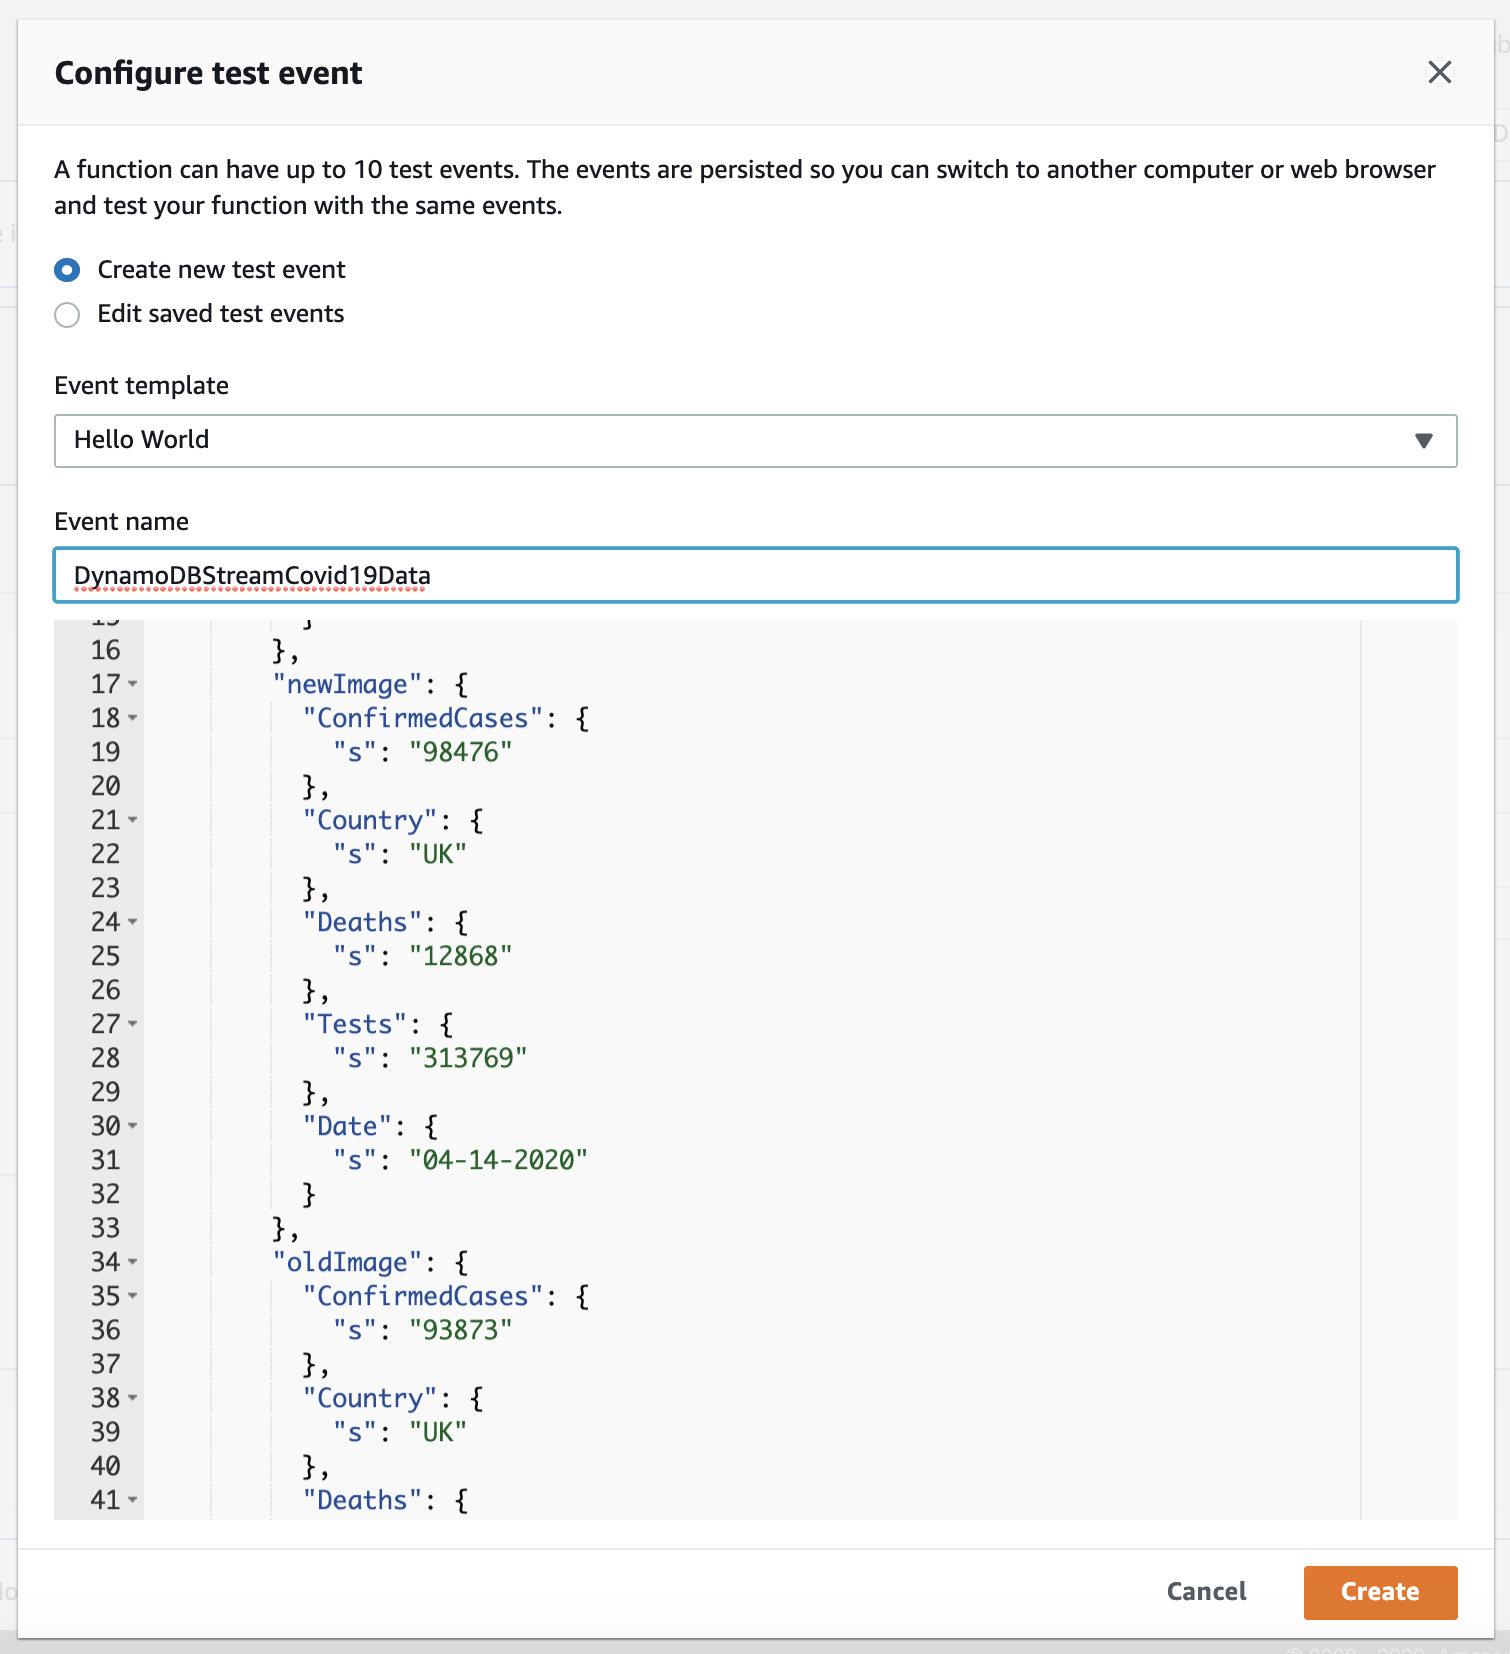 Configure test event
A function can have up to 10 test events. The events are persisted so you can switch to another computer or web browser
and test your function with the same events.
Create new test event
Edit saved test events
Event template
Hello World
Event name
DynamoDBStreamCovid19Data
15 }
16 },
17 "newImage": {
18 "ConfirmedCases": {
19 "s": "98476"
20 },
21 "Country": {
22 "s": "UK"
23 },
24 "Deaths": {
25 "s": "12868"
26 },
27 "Tests": {
28 "s": "313769"
29 },
30 "Date": {
31 "s": "04-14-2020"
32 }
33 },
34 "oldImage": {
35 "ConfirmedCases": {
36 "s": "93873"
37 },
38 "Country": {
39 "s": "UK"
40 },
41 "Deaths": {
Cancel
Create